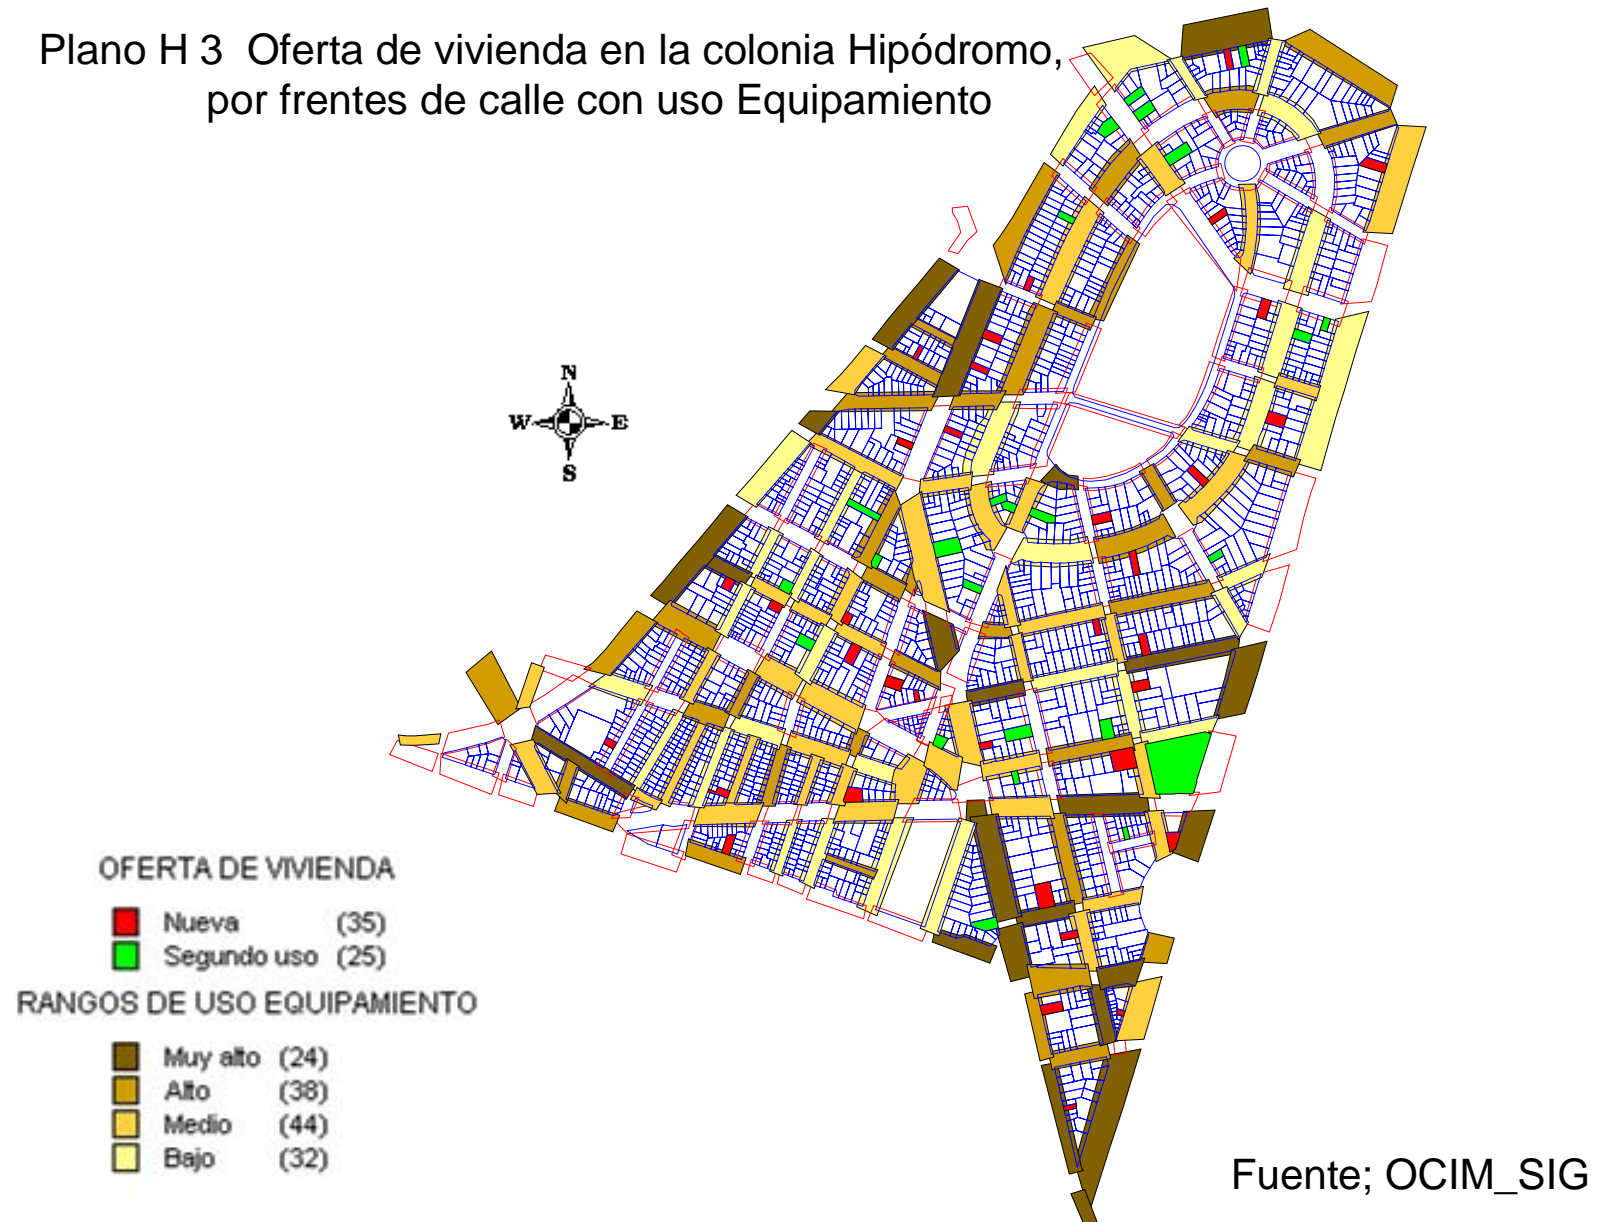 Plano H 3  Oferta de vivienda en la colonia Hipódromo,
por frentes de calle con uso Equipamiento
N
W E
S
OFERTA DE VIVIENDA
Nueva (35)
Segundo uso (25)
RANGOS DE USO EQUIPAMIENTO
Muy alto (24)
Alto (38)
Medio (44)
Bajo (32)
Fuente; OCIM_SIG